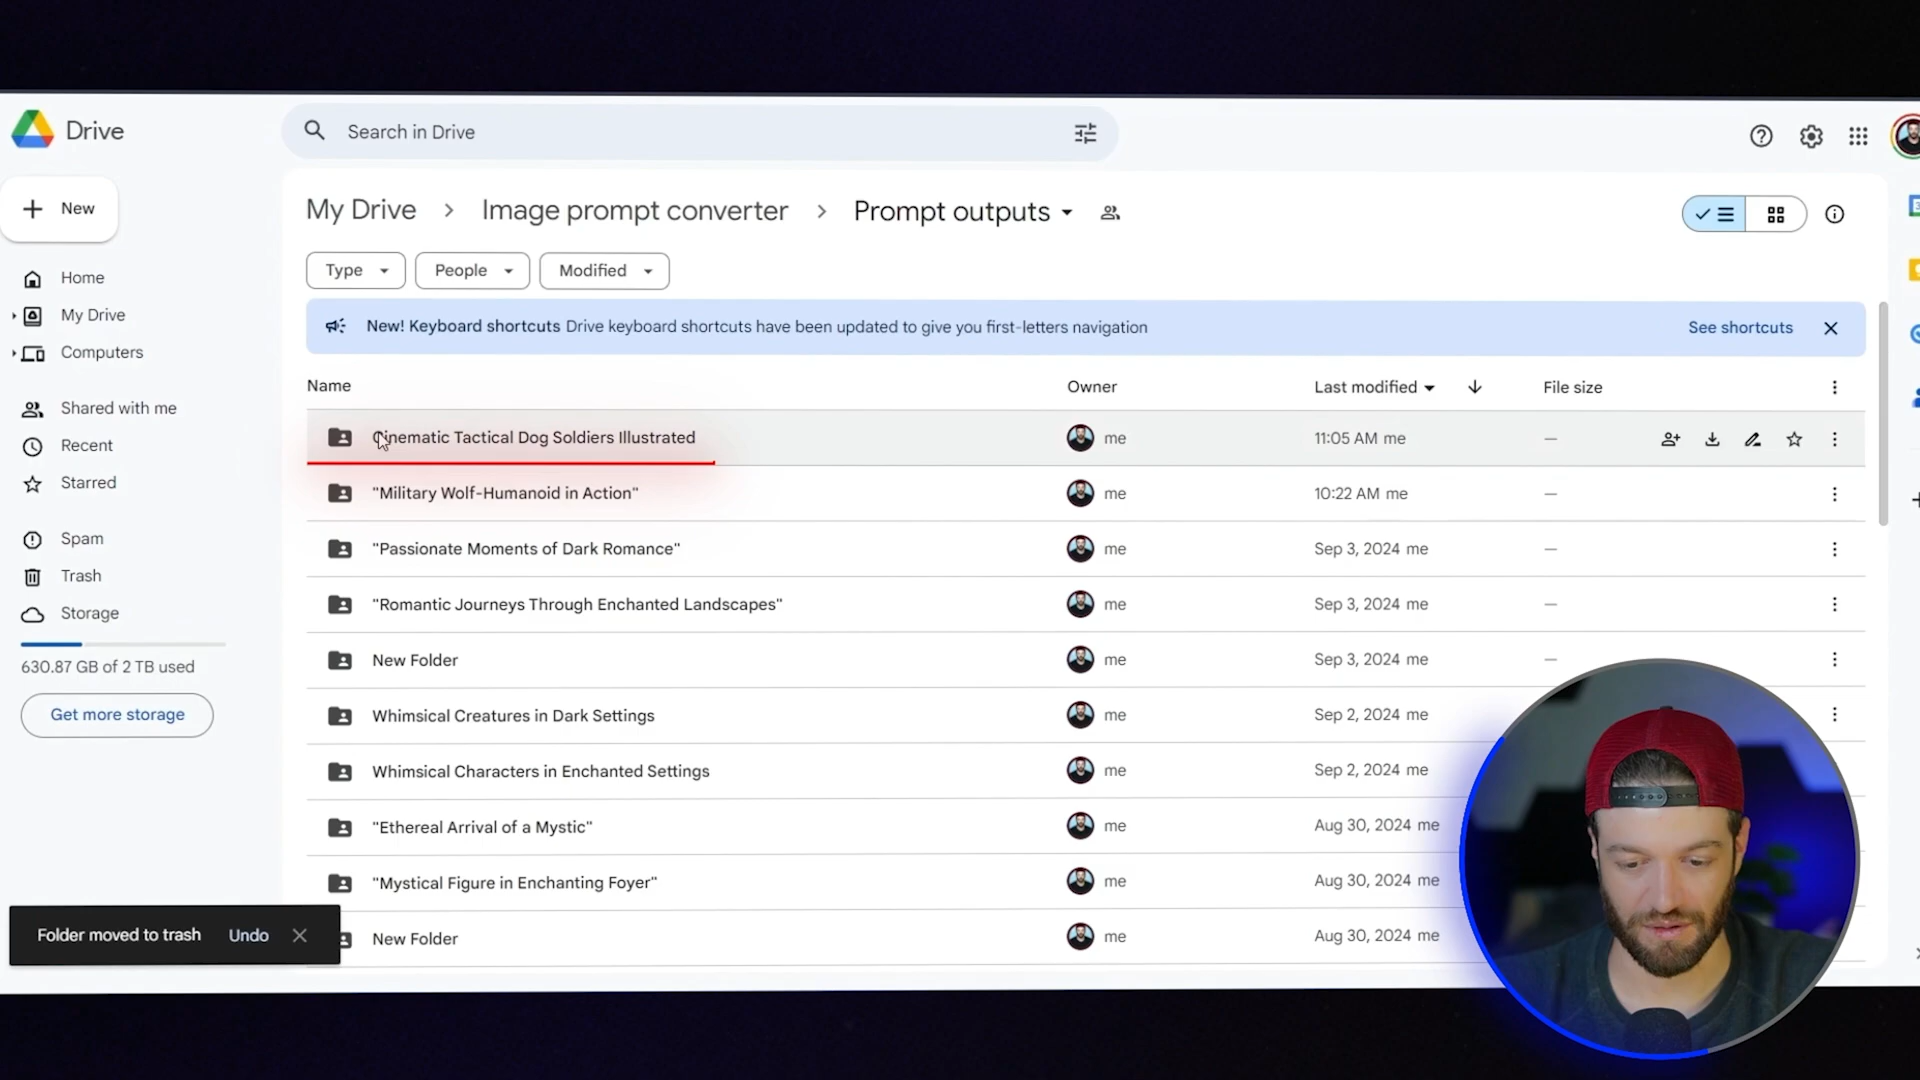 Drive
Search in Drive
New
My Drive > Image prompt converter > Prompt outputs
Type
People
Modified
Home
My Drive
Computers
Shared with me
Recent
Starred
Spam
Trash
Storage
630.87 GB of 2 TB used
Get more storage
New! Keyboard shortcuts Drive keyboard shortcuts have been updated to give you first-letters navigation
See shortcuts
Name Owner Last modified File size
Cinematic Tactical Dog Soldiers Illustrated me 11:05 AM me —
"Military Wolf-Humanoid in Action" me 10:22 AM me —
"Passionate Moments of Dark Romance" me Sep 3, 2024 me —
"Romantic Journeys Through Enchanted Landscapes" me Sep 3, 2024 me —
New Folder me Sep 3, 2024 me —
Whimsical Creatures in Dark Settings me Sep 2, 2024 me
Whimsical Characters in Enchanted Settings me Sep 2, 2024 me
"Ethereal Arrival of a Mystic" me Aug 30, 2024 me
"Mystical Figure in Enchanting Foyer" me Aug 30, 2024 me
New Folder me Aug 30, 2024 me
Folder moved to trash Undo